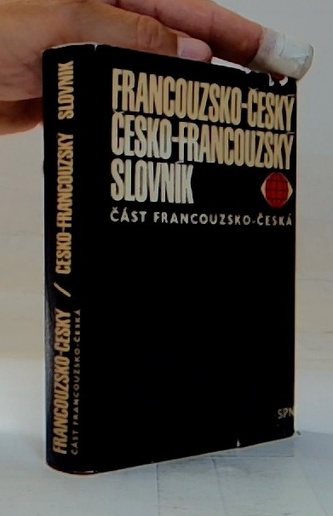 FRANCOUZSKO-ČESKÝ
ČESKO-FRANCOUZSKÝ
SLOVNÍK
ČÁST FRANCOUZSKO-ČESKÁ
SPN
FRANCOUZSKO-ČESKÝ / ČESKO-FRANCOUZSKÝ SLOVNÍK
ČÁST FRANCOUZSKO-ČESKÁ